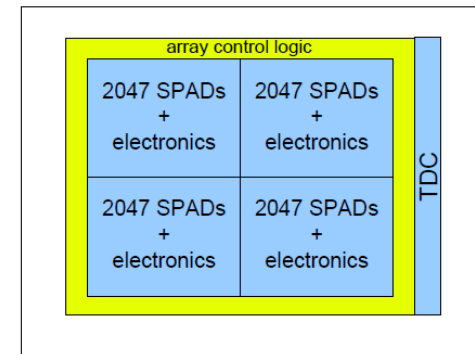 array control logic
2047 SPADs
+
electronics
2047 SPADs
+
electronics
2047 SPADs
+
electronics
2047 SPADs
+
electronics
TDC